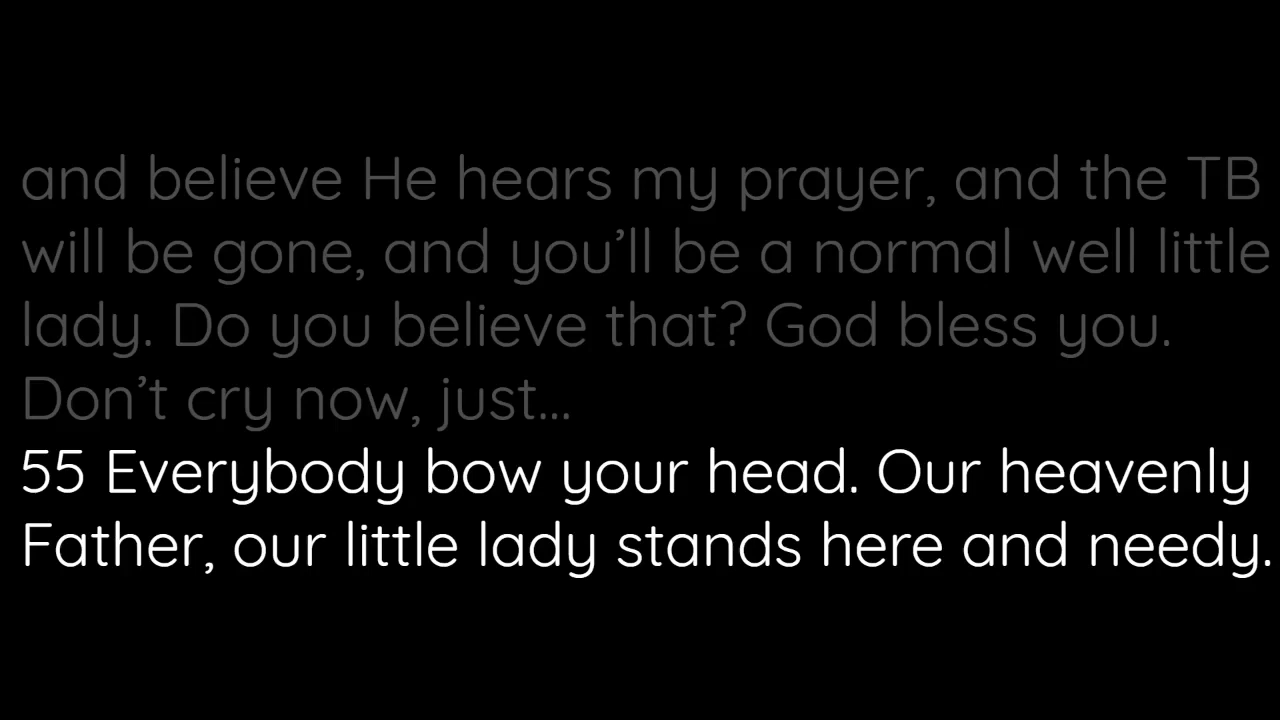 and believe He hears my prayer, and the TB
will be gone, and you’ll be a normal well little
lady. Do you believe that? God bless you.
Don’t cry now, just...
55 Everybody bow your head. Our heavenly
Father, our little lady stands here and needy.